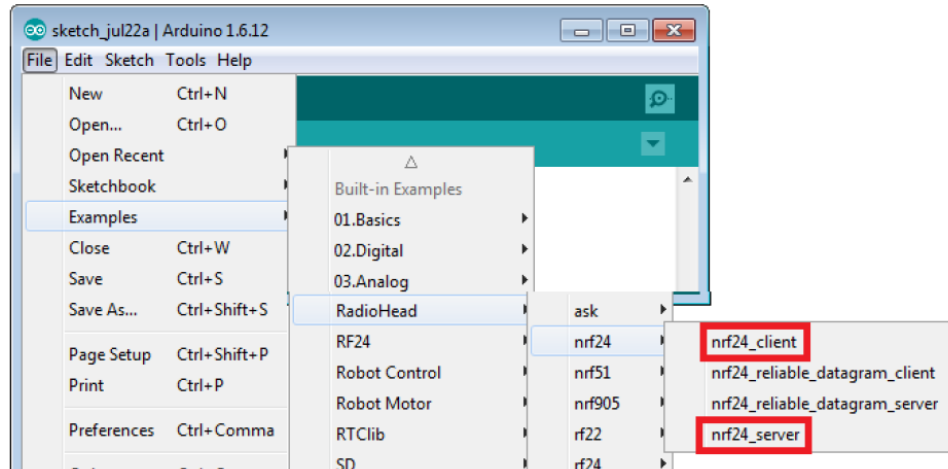 sketch_jul22a | Arduino 1.6.12
File Edit Sketch Tools Help
New Ctrl+N
Open... Ctrl+O
Open Recent
Sketchbook
Examples
Close Ctrl+W
Save Ctrl+S
Save As... Ctrl+Shift+S
Page Setup Ctrl+Shift+P
Print Ctrl+P
Preferences Ctrl+Comma
Built-in Examples
01.Basics
02.Digital
03.Analog
RadioHead
RF24
Robot Control
Robot Motor
RTClib
SD
ask
nrf24
nrf51
nrf905
rf22
rf24
nrf24_client
nrf24_reliable_datagram_client
nrf24_reliable_datagram_server
nrf24_server